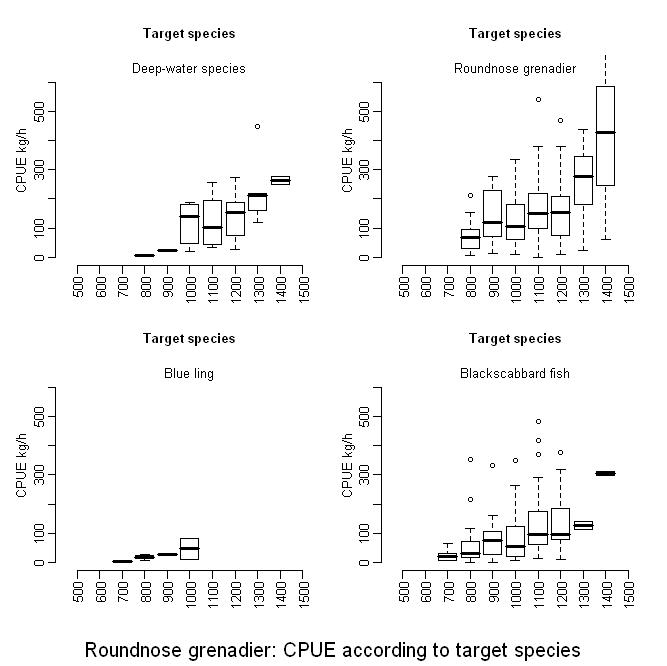 Target species
Deep-water species
CPUE kg/h
0 100 300 500
500 600 700 800 900 1000 1100 1200 1300 1400 1500
Target species
Roundnose grenadier
CPUE kg/h
0 100 300 500
500 600 700 800 900 1000 1100 1200 1300 1400 1500
Target species
Blue ling
CPUE kg/h
0 100 300 500
500 600 700 800 900 1000 1100 1200 1300 1400 1500
Target species
Blackscabbard fish
CPUE kg/h
0 100 300 500
500 600 700 800 900 1000 1100 1200 1300 1400 1500
Roundnose grenadier: CPUE according to target species